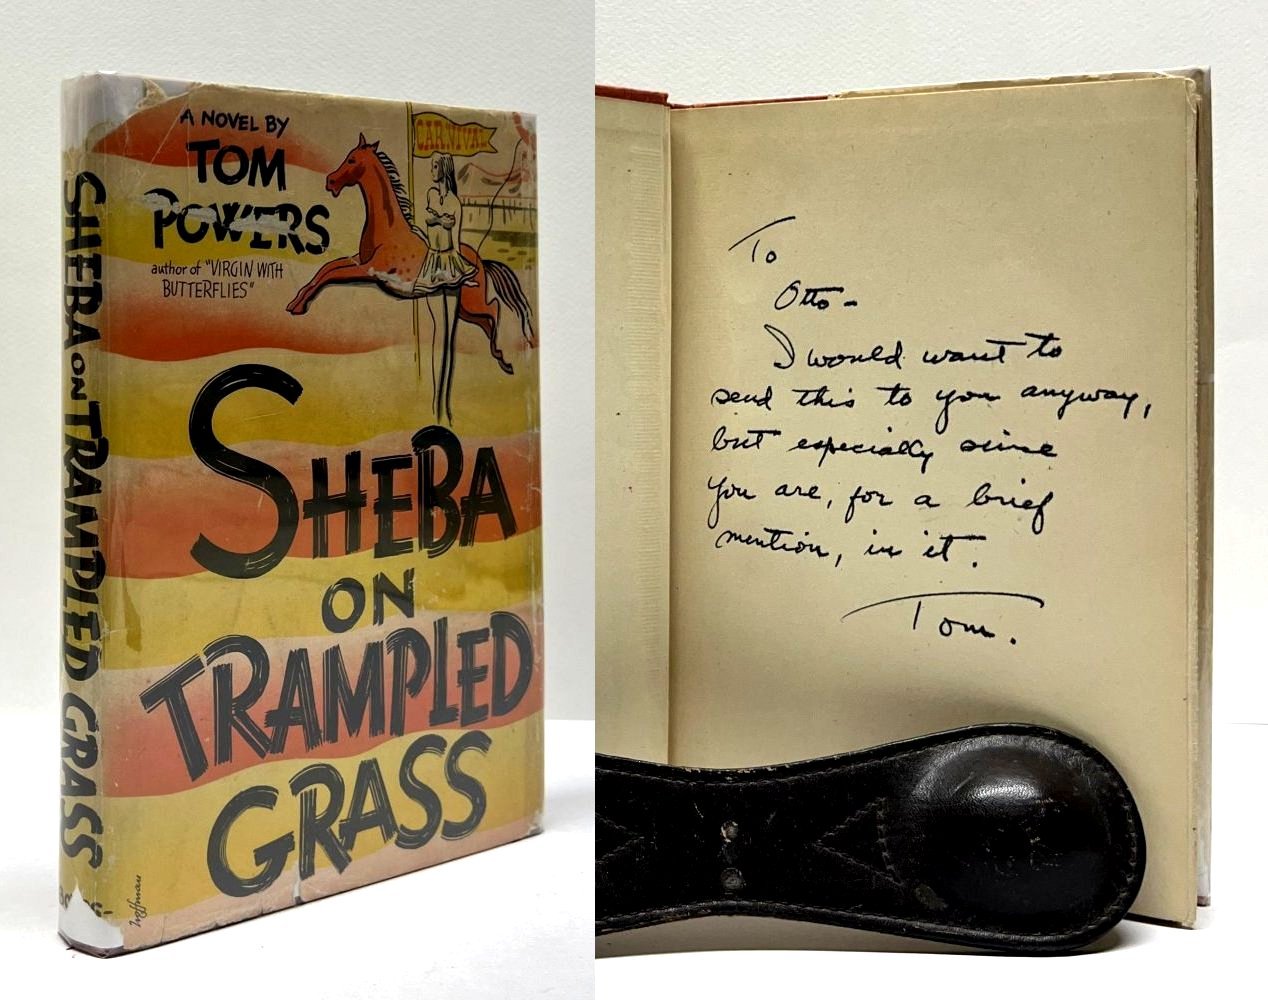 SHEBA ON TRAMPLED GRASS
A NOVEL BY
TOM
POWERS
author of "VIRGIN WITH
BUTTERFLIES"
CARNIVAL
SHEBA
ON
TRAMPLED
GRASS
Hoffman
To
Otto-
I would want to
send this to you anyway,
but especially since
you are, for a brief
mention, in it.
Tom.